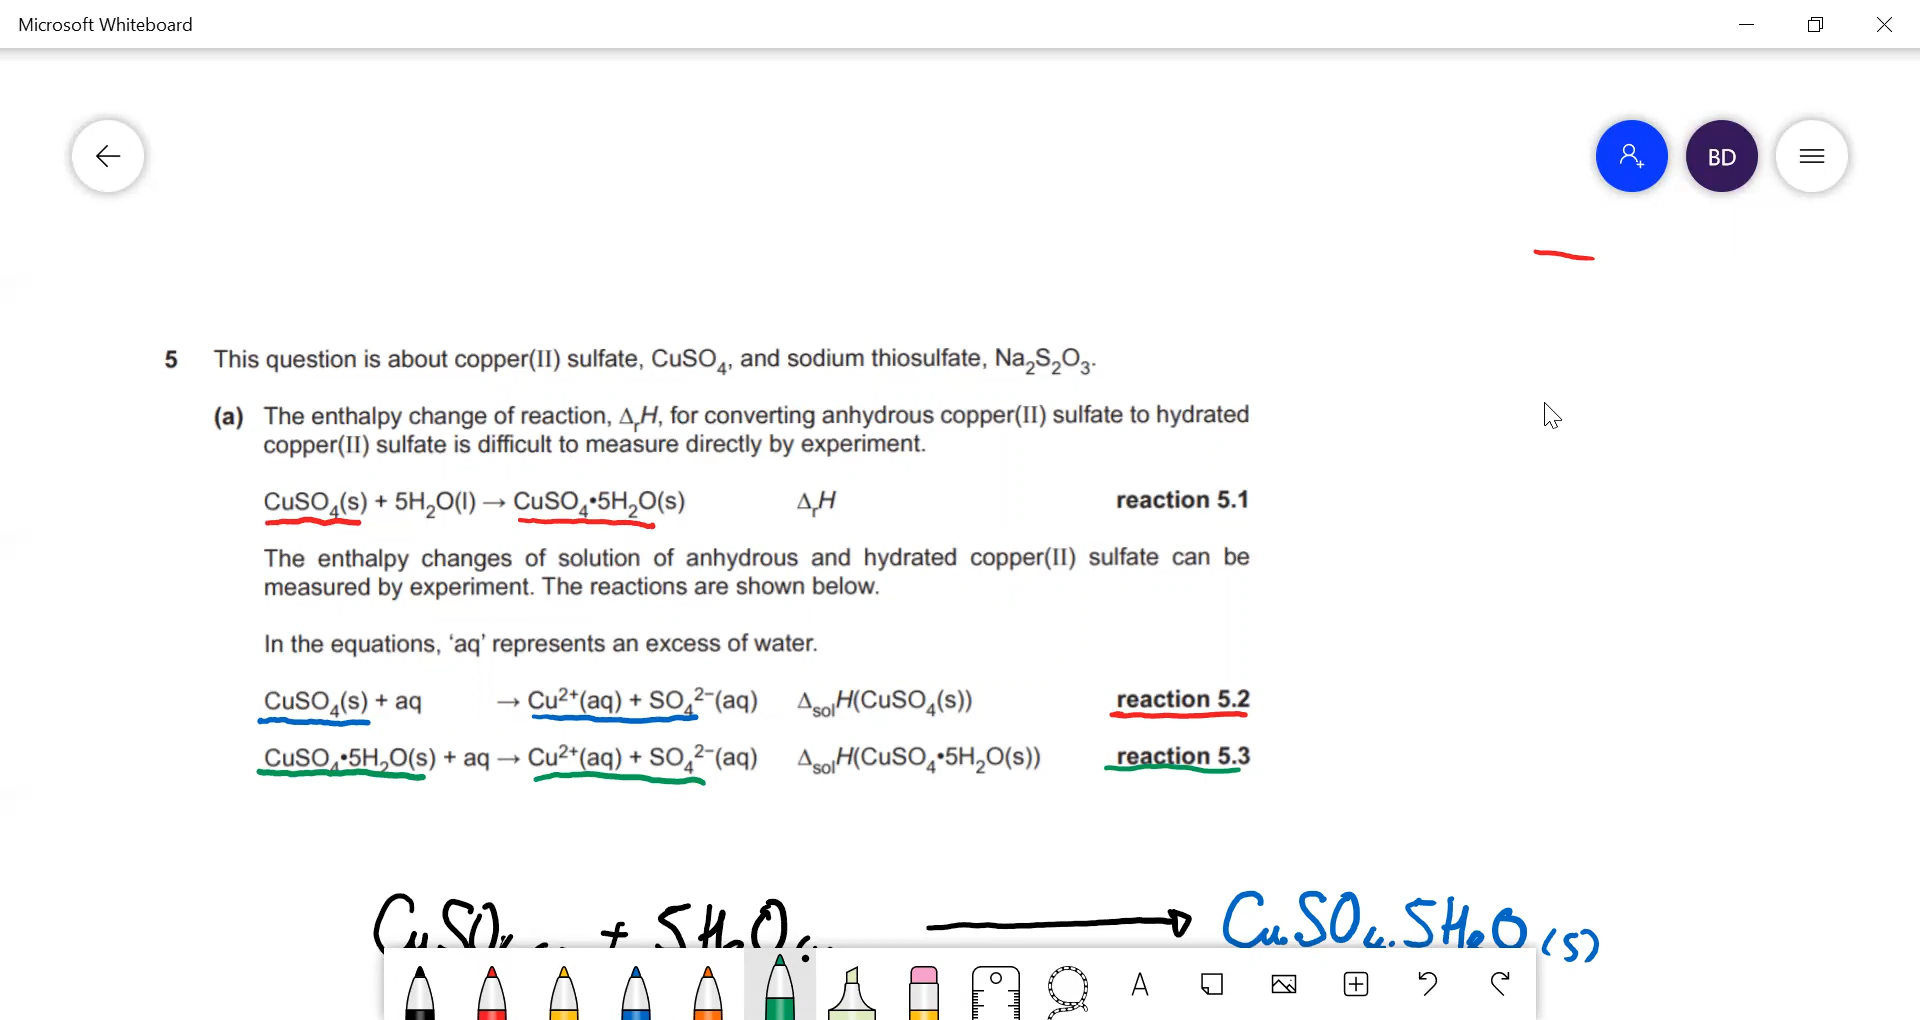 Microsoft Whiteboard
BD
5 This question is about copper(II) sulfate, CuSO₄, and sodium thiosulfate, Na₂S₂O₃.
(a) The enthalpy change of reaction, ΔᵣH, for converting anhydrous copper(II) sulfate to hydrated
copper(II) sulfate is difficult to measure directly by experiment.
CuSO₄(s) + 5H₂O(l) → CuSO₄•5H₂O(s) ΔᵣH reaction 5.1
The enthalpy changes of solution of anhydrous and hydrated copper(II) sulfate can be
measured by experiment. The reactions are shown below.
In the equations, ‘aq’ represents an excess of water.
CuSO₄(s) + aq → Cu²⁺(aq) + SO₄²⁻(aq) ΔsolH(CuSO₄(s)) reaction 5.2
CuSO₄•5H₂O(s) + aq → Cu²⁺(aq) + SO₄²⁻(aq) ΔsolH(CuSO₄•5H₂O(s)) reaction 5.3
CuSO₄ + 5H₂O → CuSO₄.5H₂O(s)
A